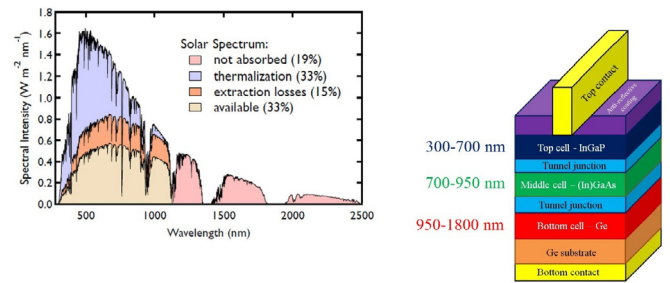 Solar Spectrum:
not absorbed (19%)
thermalization (33%)
extraction losses (15%)
available (33%)
Spectral Intensity (W m⁻² nm⁻¹)
1.8
1.6
1.4
1.2
1.0
0.8
0.6
0.4
0.2
0.0
500
1000
1500
2000
2500
Wavelength (nm)
Top contact
Anti-reflective
coating
300-700 nm
Top cell - InGaP
Tunnel junction
700-950 nm
Middle cell – (In)GaAs
Tunnel junction
950-1800 nm
Bottom cell – Ge
Ge substrate
Bottom contact